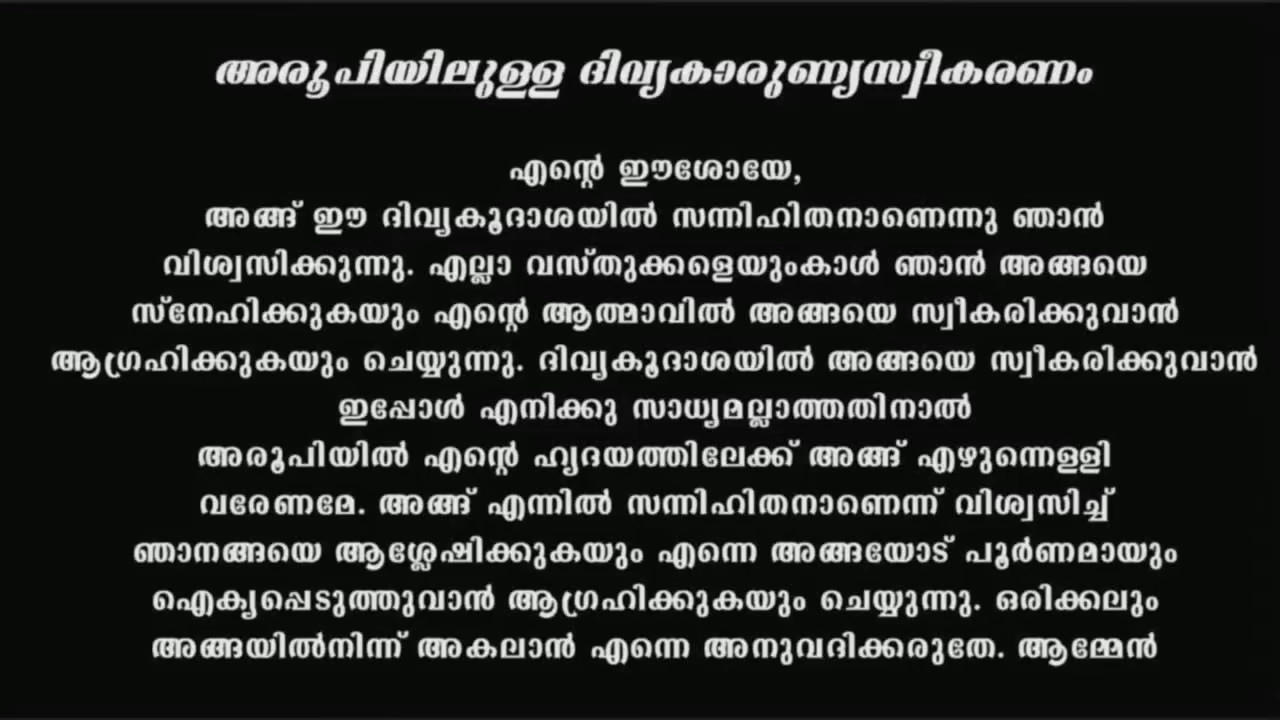 അരൂപിയിലുള്ള ദിവ്യകാരുണ്യസ്വീകരണം
എന്റെ ഈശോയേ,
അങ്ങ് ഈ ദിവ്യകൂദാശയിൽ സന്നിഹിതനാണെന്നു ഞാൻ
വിശ്വസിക്കുന്നു. എല്ലാ വസ്തുക്കളെയുംകാൾ ഞാൻ അങ്ങയെ
സ്നേഹിക്കുകയും എന്റെ ആത്മാവിൽ അങ്ങയെ സ്വീകരിക്കുവാൻ
ആഗ്രഹിക്കുകയും ചെയ്യുന്നു. ദിവ്യകൂദാശയിൽ അങ്ങയെ സ്വീകരിക്കുവാൻ
ഇപ്പോൾ എനിക്കു സാധ്യമല്ലാത്തതിനാൽ
അരൂപിയിൽ എന്റെ ഹൃദയത്തിലേക്ക് അങ്ങ് എഴുന്നെള്ളി
വരേണമേ. അങ്ങ് എന്നിൽ സന്നിഹിതനാണെന്ന് വിശ്വസിച്ച്
ഞാനങ്ങയെ ആശ്ലേഷിക്കുകയും എന്നെ അങ്ങയോട് പൂർണമായും
ഐക്യപ്പെടുത്തുവാൻ ആഗ്രഹിക്കുകയും ചെയ്യുന്നു. ഒരിക്കലും
അങ്ങയിൽനിന്ന് അകലാൻ എന്നെ അനുവദിക്കരുതേ. ആമ്മേൻ